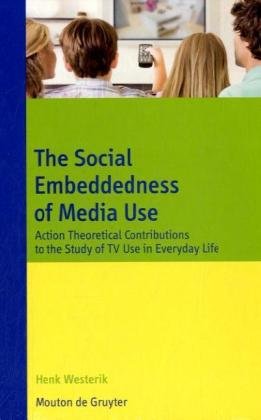 The Social
Embeddedness
of Media Use
Action Theoretical Contributions
to the Study of TV Use in Everyday Life
Henk Westerik
Mouton de Gruyter